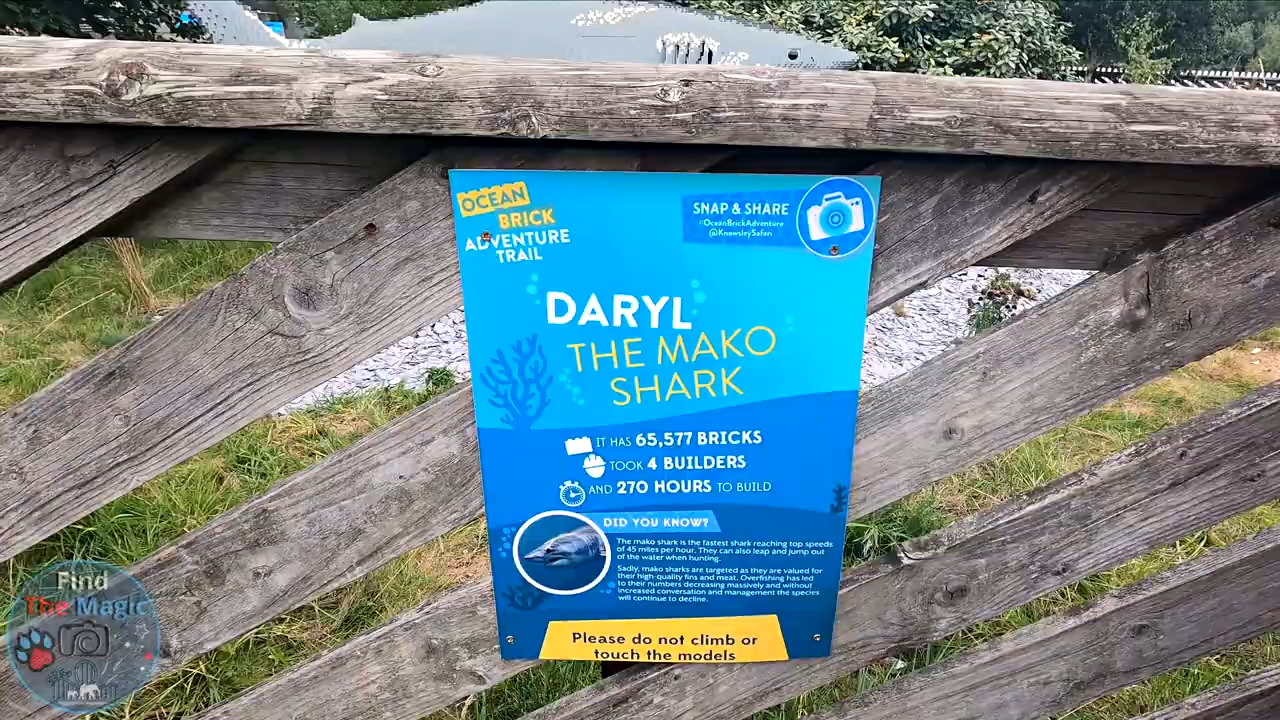 OCEAN
BRICK
ADVENTURE
TRAIL
SNAP & SHARE
#OceanBrickAdventure
@KnowsleySafari
DARYL
THE MAKO
SHARK
IT HAS 65,577 BRICKS
TOOK 4 BUILDERS
AND 270 HOURS TO BUILD
DID YOU KNOW?
The mako shark is the fastest shark reaching top speeds
of 45 miles per hour. They can also leap and jump out
of the water when hunting.
Sadly, mako sharks are targeted as they are valued for
their high-quality fins and meat. Overfishing has led
to their numbers decreasing massively and without
increased conversation and management the species
will continue to decline.
Please do not climb or
touch the models
Find
The Magic